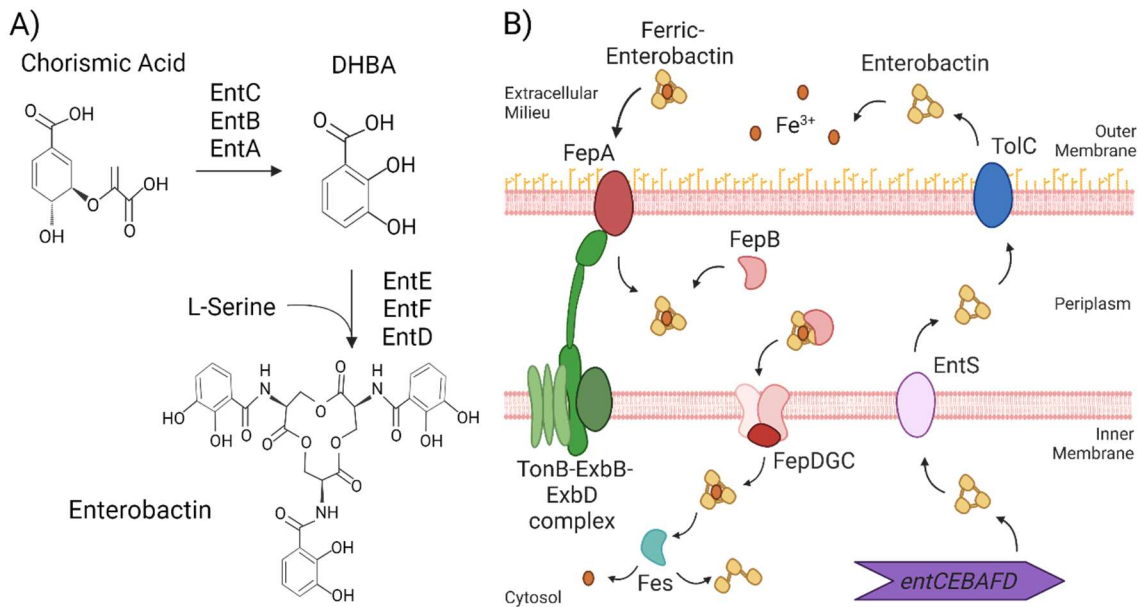 A)
Chorismic Acid
DHBA
EntC
EntB
EntA
O
OH
O
O
OH
OH
O
OH
OH
OH
L-Serine
EntE
EntF
EntD
HO
OH
O
H
N
O
O
O
O
O
O
H
N
O
OH
HO
O
NH
OH
OH
Enterobactin
B)
Ferric-
Enterobactin
Enterobactin
Extracellular
Milieu
Fe³⁺
FepA
TolC
Outer
Membrane
FepB
Periplasm
EntS
Inner
Membrane
TonB-ExbB-
ExbD
complex
FepDGC
Fes
Cytosol
entCEBAFD